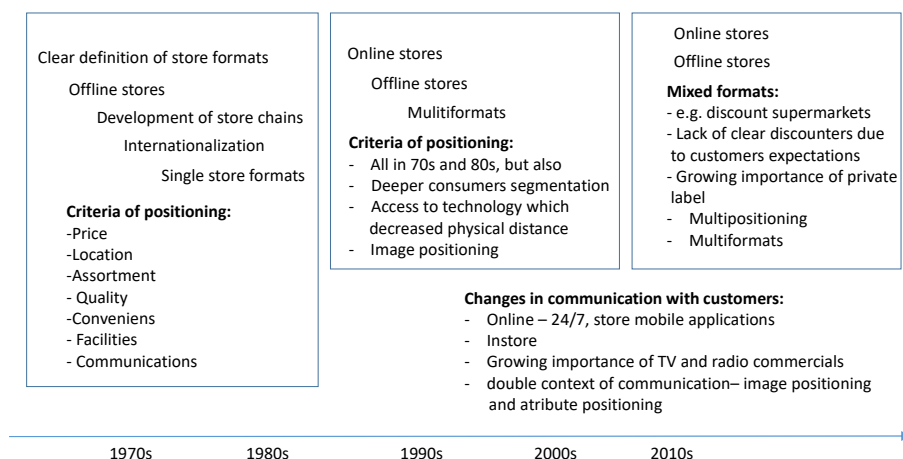 Clear definition of store formats
Offline stores
Development of store chains
Internationalization
Single store formats
Criteria of positioning:
-Price
-Location
-Assortment
- Quality
-Conveniens
- Facilities
- Communications
Online stores
Offline stores
Mulitiformats
Criteria of positioning:
- All in 70s and 80s, but also
- Deeper consumers segmentation
- Access to technology which
decreased physical distance
- Image positioning
Online stores
Offline stores
Mixed formats:
- e.g. discount supermarkets
- Lack of clear discounters due
to customers expectations
- Growing importance of private
label
- Multipositioning
- Multiformats
Changes in communication with customers:
- Online – 24/7, store mobile applications
- Instore
- Growing importance of TV and radio commercials
- double context of communication– image positioning
and atribute positioning
1970s 1980s 1990s 2000s 2010s